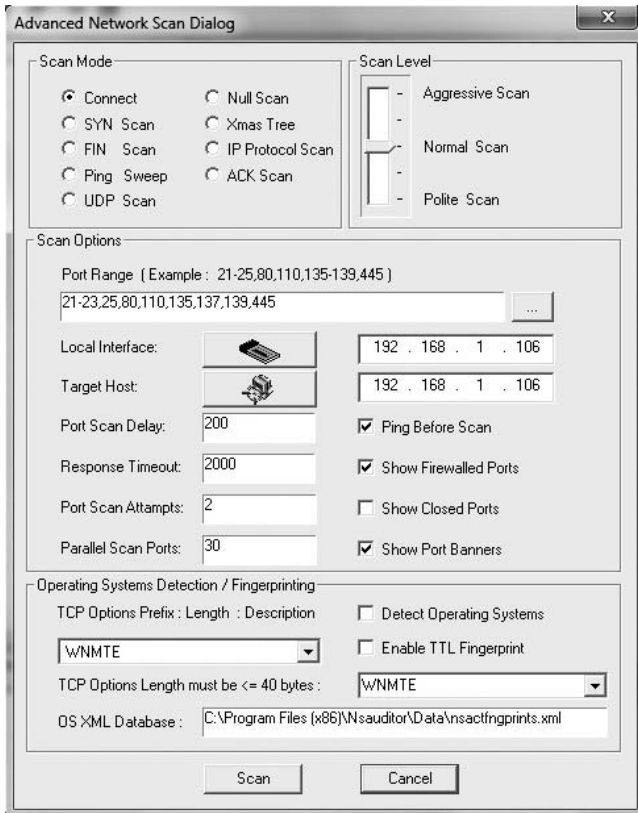 Advanced Network Scan Dialog
x
Scan Mode
Connect
SYN Scan
FIN Scan
Ping Sweep
UDP Scan
Null Scan
Xmas Tree
IP Protocol Scan
ACK Scan
Scan Level
Aggressive Scan
Normal Scan
Polite Scan
Scan Options
Port Range ( Example : 21-25,80,110,135-139,445 )
21-23,25,80,110,135,137,139,445
...
Local Interface:
192 . 168 . 1 . 106
Target Host:
192 . 168 . 1 . 106
Port Scan Delay:
200
Ping Before Scan
Response Timeout:
2000
Show Firewalled Ports
Port Scan Attampts:
2
Show Closed Ports
Parallel Scan Ports:
30
Show Port Banners
Operating Systems Detection / Fingerprinting
TCP Options Prefix : Length : Description
Detect Operating Systems
WNMTE
Enable TTL Fingerprint
TCP Options Length must be <= 40 bytes :
WNMTE
OS XML Database :
C:\Program Files (x86)\Nsauditor\Data\nsactfngprints.xml
Scan
Cancel